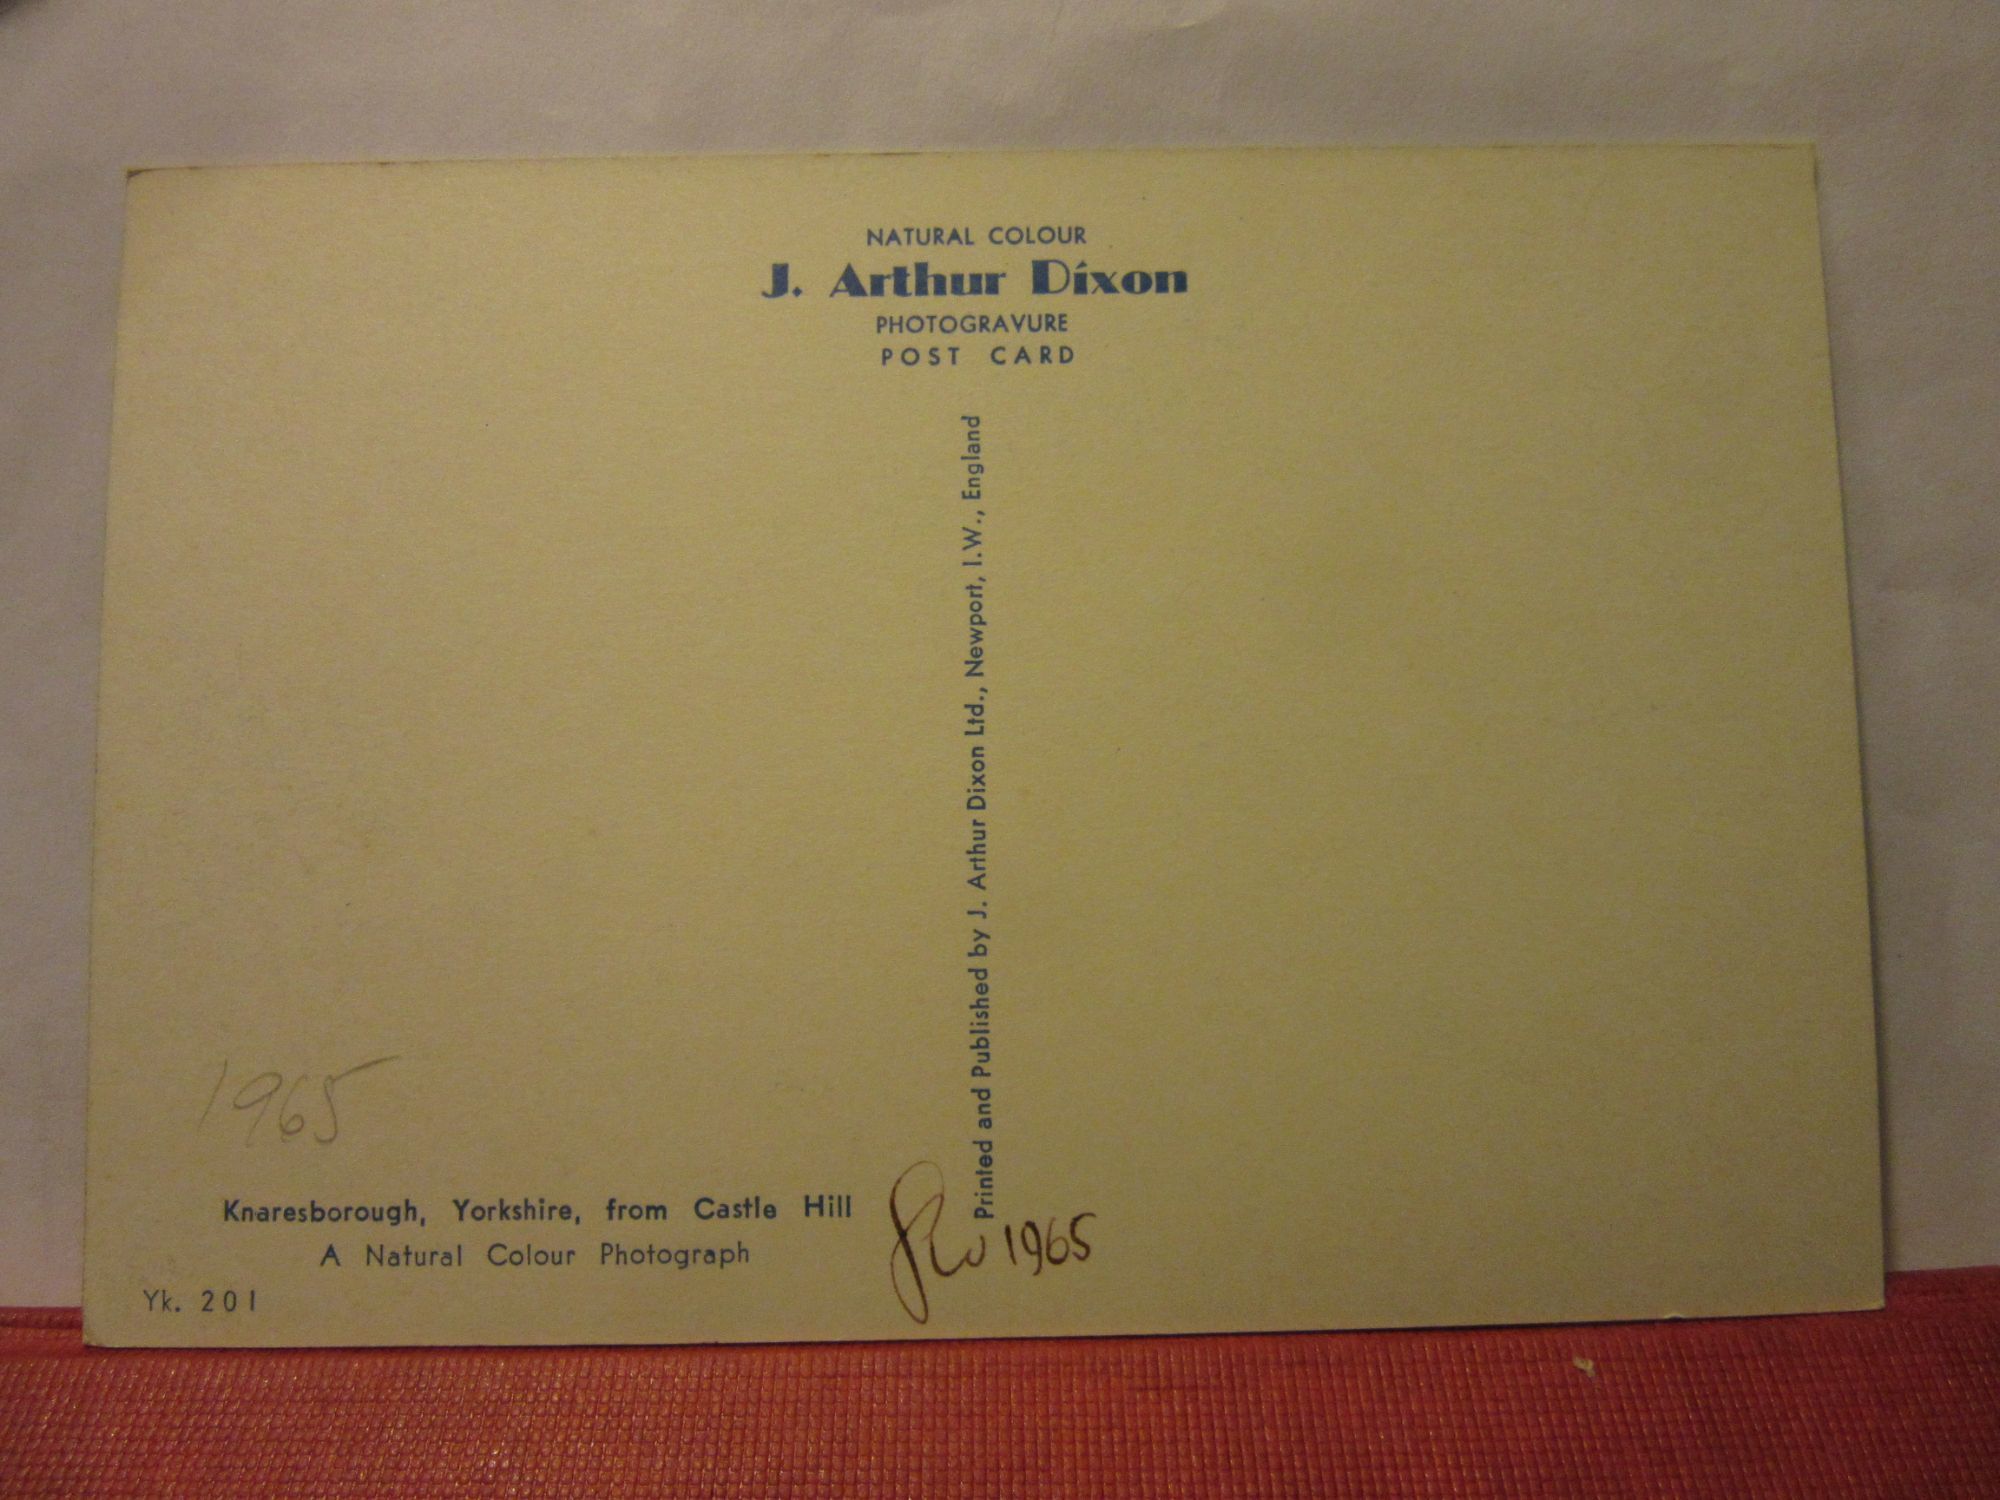 NATURAL COLOUR
J. Arthur Dixon
PHOTOGRAVURE
POST CARD
Printed and Published by J. Arthur Dixon Ltd., Newport, I.W., England
1965
Knaresborough, Yorkshire, from Castle Hill
A Natural Colour Photograph
Yk. 201
1965